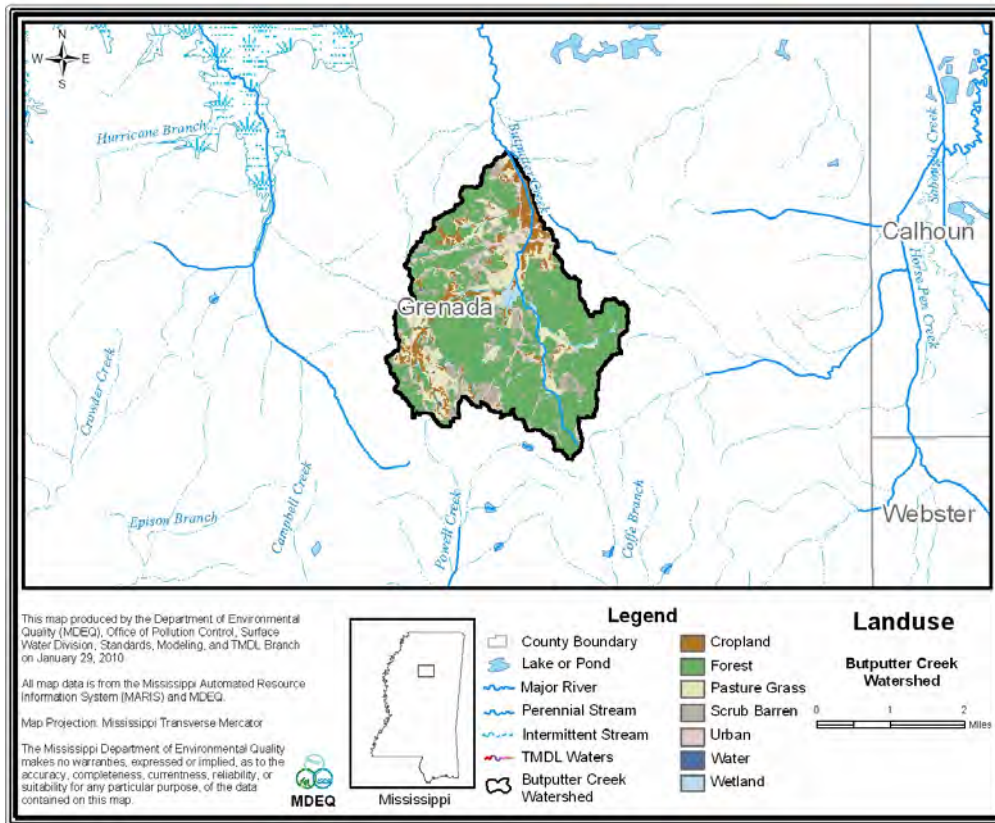 N
W E
S
Hurricane Branch
Butputter Creek
Sabougla Creek
Calhoun
Horse Pen Creek
Grenada
Crowder Creek
Campbell Creek
Epison Branch
Powell Creek
Coffe Branch
Webster
This map produced by the Department of Environmental
Quality (MDEQ), Office of Pollution Control, Surface
Water Division, Standards, Modeling, and TMDL Branch
on January 29, 2010.
All map data is from the Mississippi Automated Resource
Information System (MARIS) and MDEQ.
Map Projection: Mississippi Transverse Mercator
The Mississippi Department of Environmental Quality
makes no warranties, expressed or implied, as to the
accuracy, completeness, currentness, reliability, or
suitability for any particular purpose, of the data
contained on this map.
MDEQ
Mississippi
Legend
County Boundary
Lake or Pond
Major River
Perennial Stream
Intermittent Stream
TMDL Waters
Butputter Creek
Watershed
Cropland
Forest
Pasture Grass
Scrub Barren
Urban
Water
Wetland
Landuse
Butputter Creek
Watershed
0 1 2
Miles